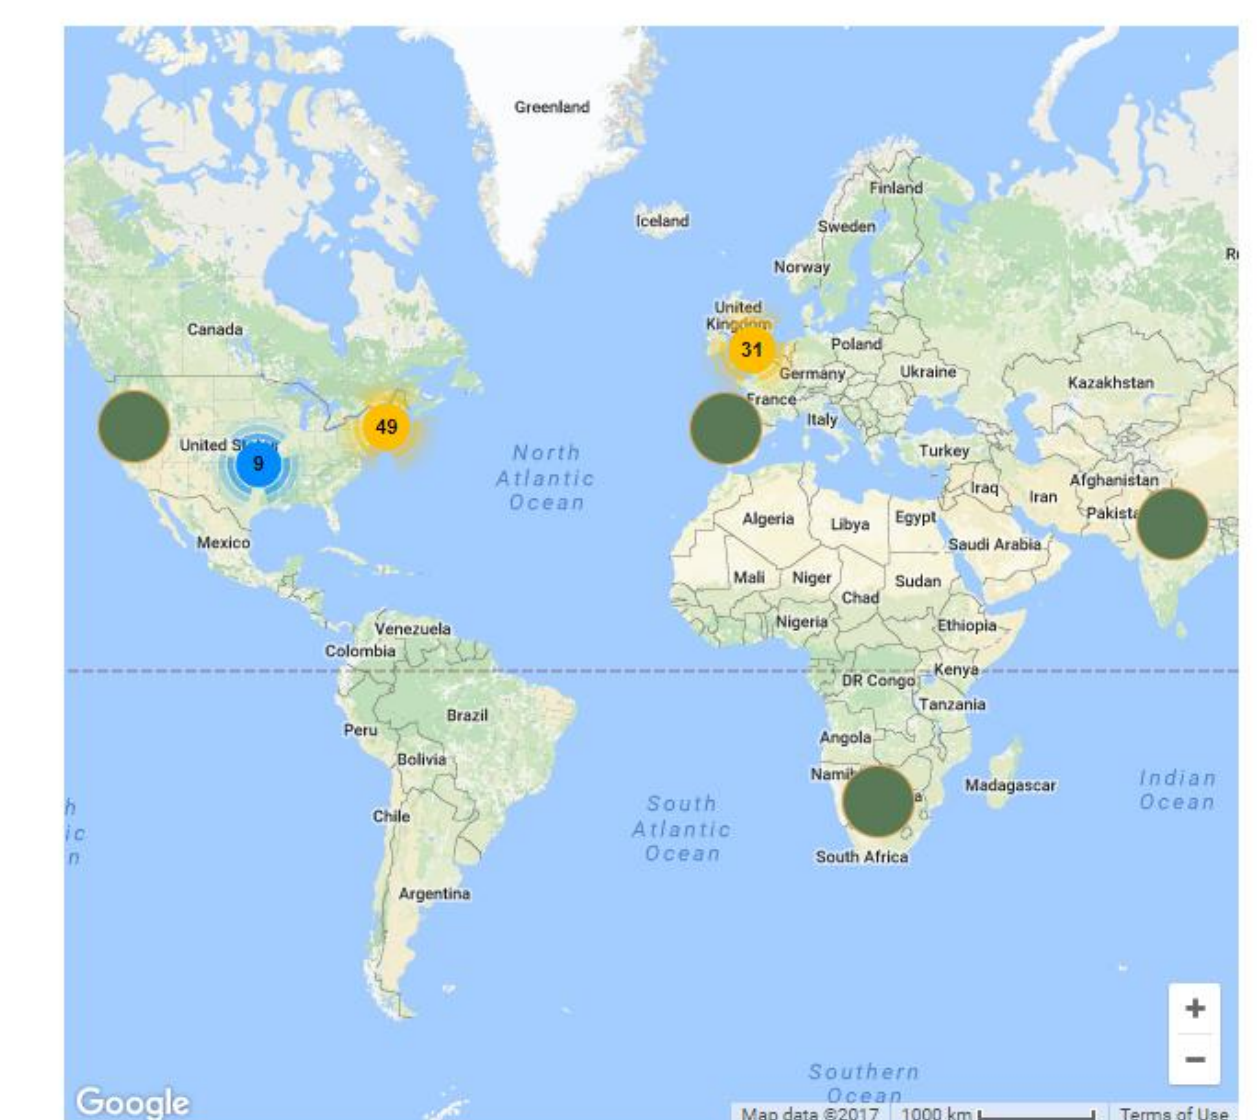 Greenland
Finland
Iceland
Sweden
Norway
United
Kingdom
Canada
31
Poland
Germany
Ukraine
Kazakhstan
France
49
Italy
United
9
North
Atlantic
Ocean
Turkey
Afghanistan
Iraq
Iran
Algeria
Libya
Egypt
Mexico
Saudi Arabia
Mali
Niger
Sudan
Chad
Venezuela
Nigeria
Ethiopia
Colombia
Kenya
DR Congo
Tanzania
Brazil
Peru
Angola
Bolivia
Madagascar
Indian
Ocean
South
Atlantic
Ocean
Chile
South Africa
Argentina
+
−
Southern
Ocean
Google
Map data ©2017 1000 km Terms of Use